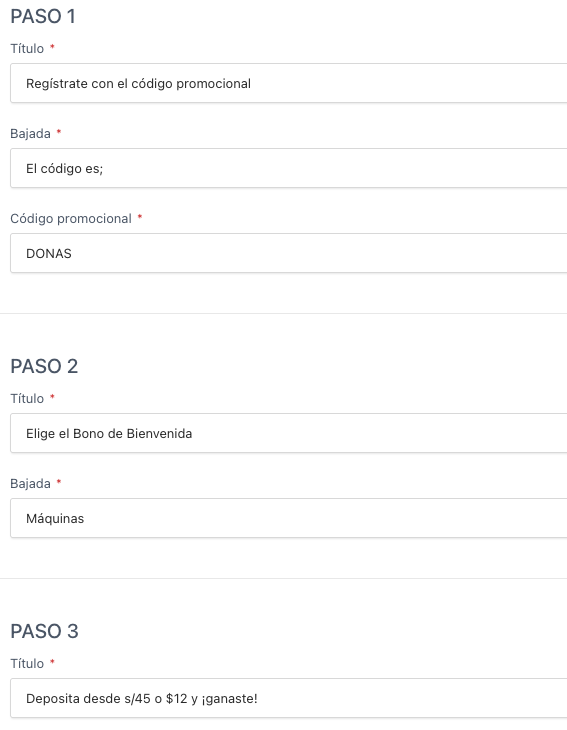 PASO 1
Título *
Regístrate con el código promocional
Bajada *
El código es;
Código promocional *
DONAS
PASO 2
Título *
Elige el Bono de Bienvenida
Bajada *
Máquinas
PASO 3
Título *
Deposita desde s/45 o $12 y ¡ganaste!